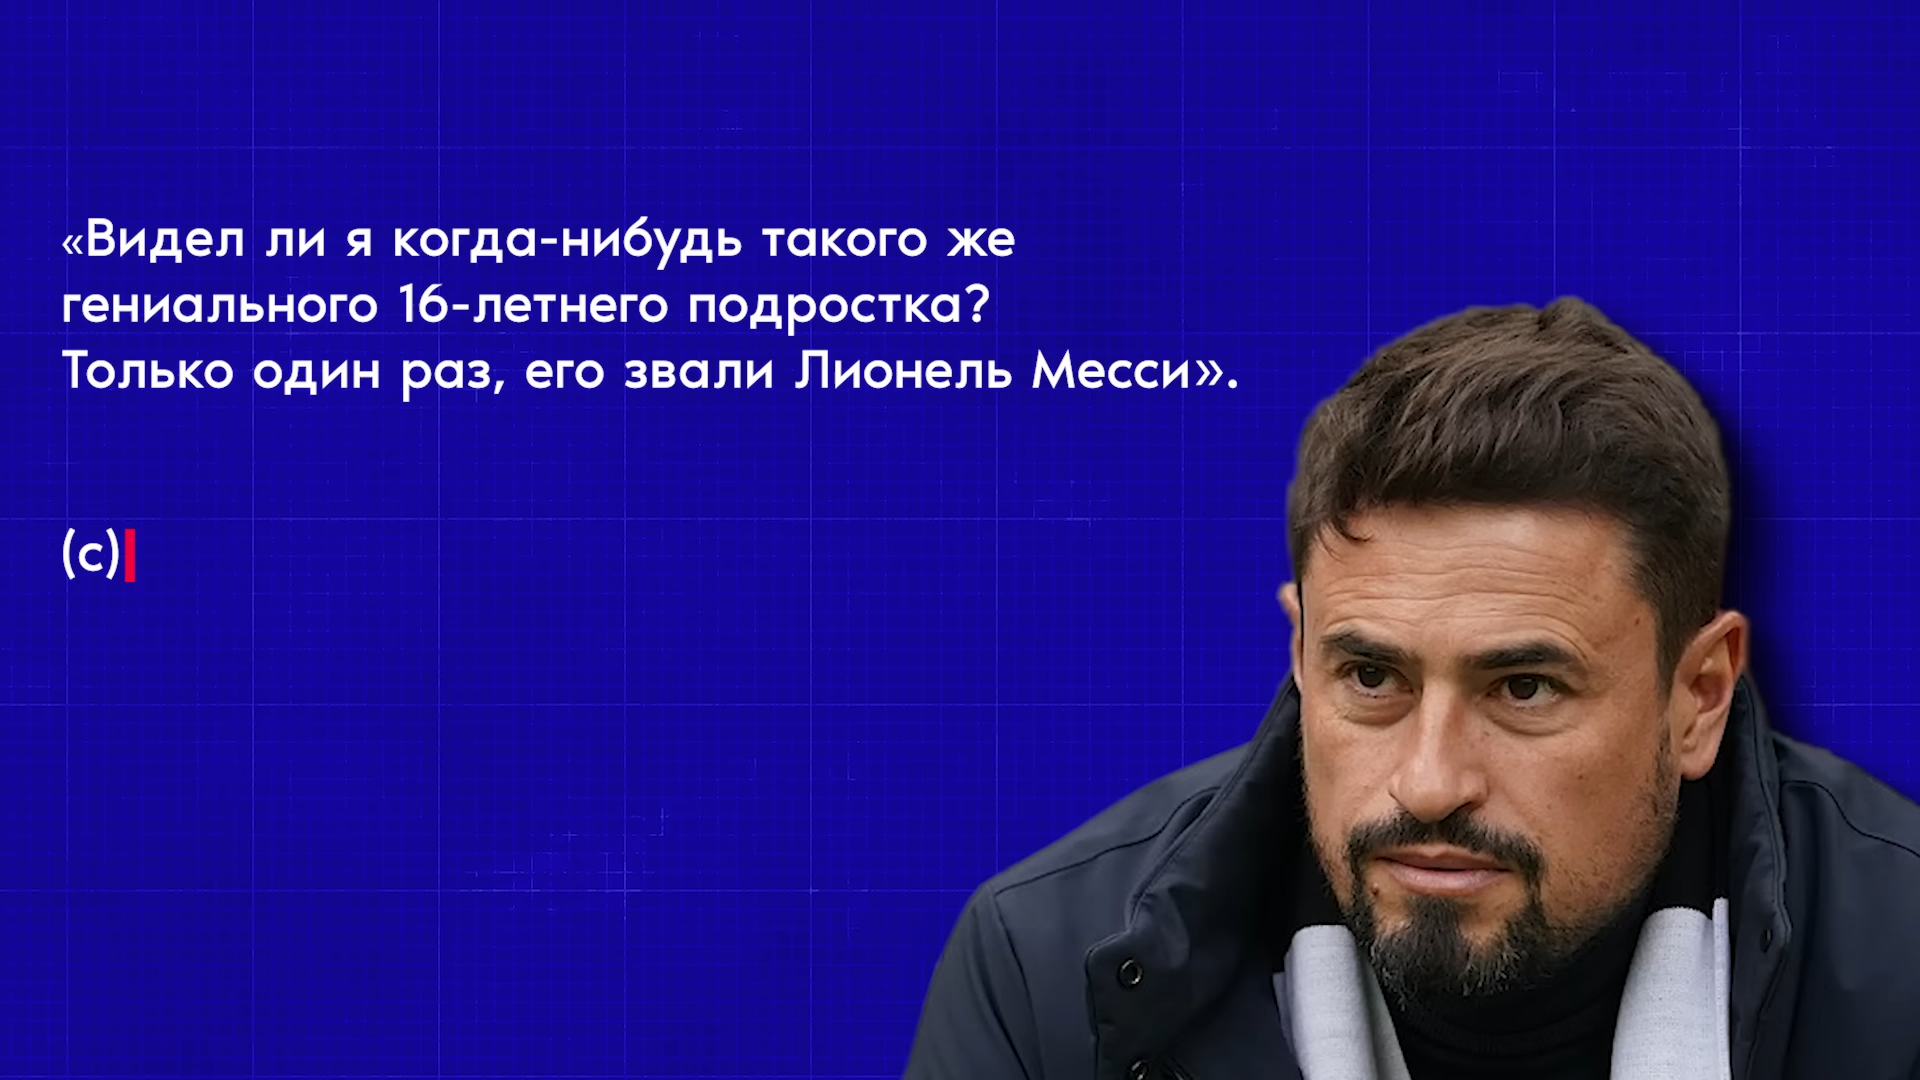 «Видел ли я когда-нибудь такого же
гениального 16-летнего подростка?
Только один раз, его звали Лионель Месси».
(с)